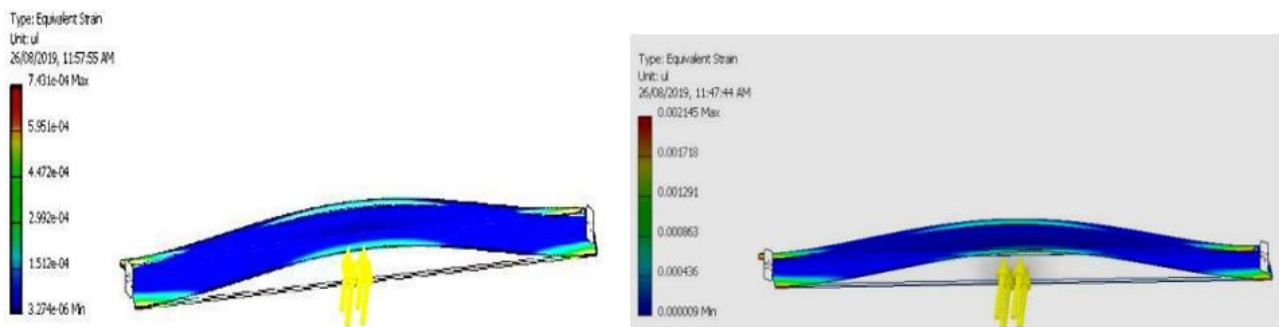 Type: Equivalent Strain
Unit: ul
26/08/2019, 11:57:55 AM
7.431e-04 Max
5.951e-04
4.472e-04
2.992e-04
1.512e-04
3.274e-06 Min
Type: Equivalent Strain
Unit: ul
26/08/2019, 11:47:44 AM
0.002145 Max
0.001718
0.001291
0.000863
0.000436
0.000009 Min